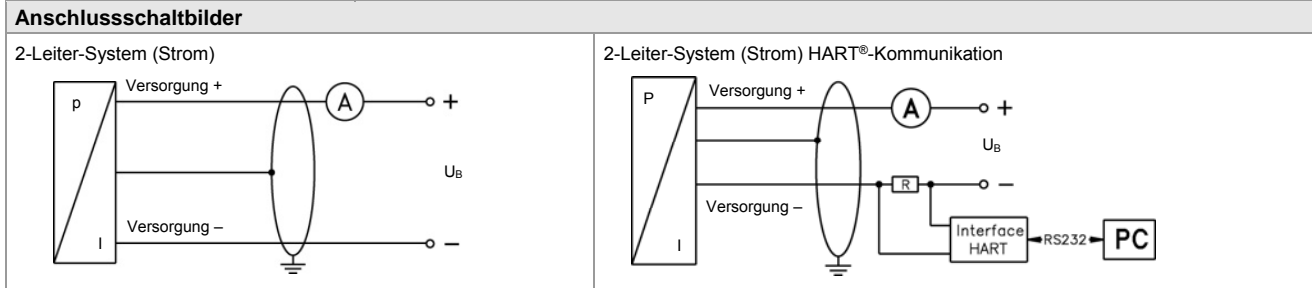 Anschlussschaltbilder
2-Leiter-System (Strom)
p
Versorgung +
A
+
UB
Versorgung –
I
–
2-Leiter-System (Strom) HART®-Kommunikation
P
Versorgung +
A
+
UB
R
–
Versorgung –
I
Interface
HART
RS232
PC